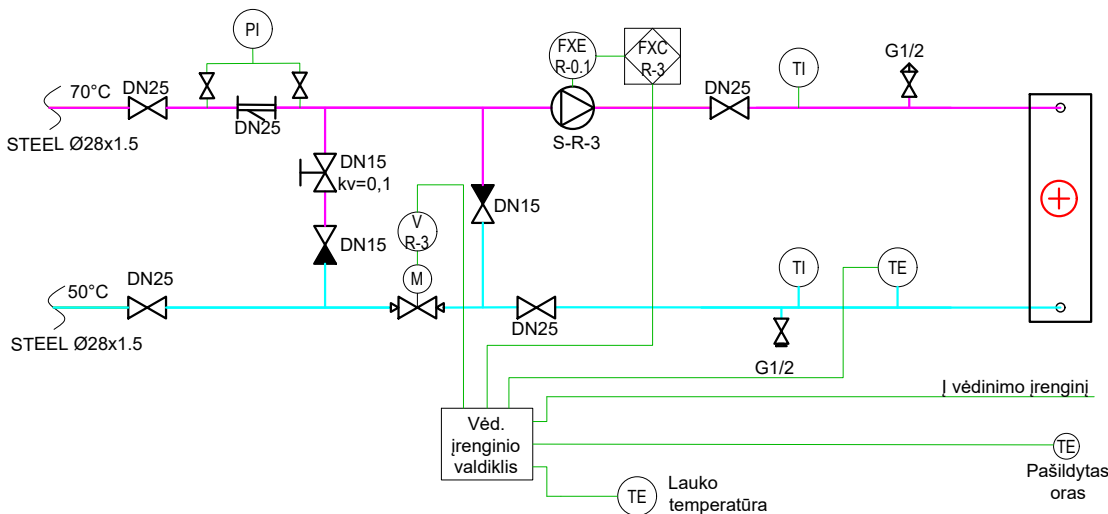 PI
FXE
R-0.1
FXC
R-3
TI
G1/2
70°C
DN25
DN25
DN25
STEEL Ø28x1.5
S-R-3
DN15
kv=0,1
DN15
V
R-3
DN15
M
50°C
DN25
TI
TE
DN25
STEEL Ø28x1.5
G1/2
Į vėdinimo įrenginį
Vėd.
įrenginio
valdiklis
TE
Pašildytas
oras
TE
Lauko
temperatūra